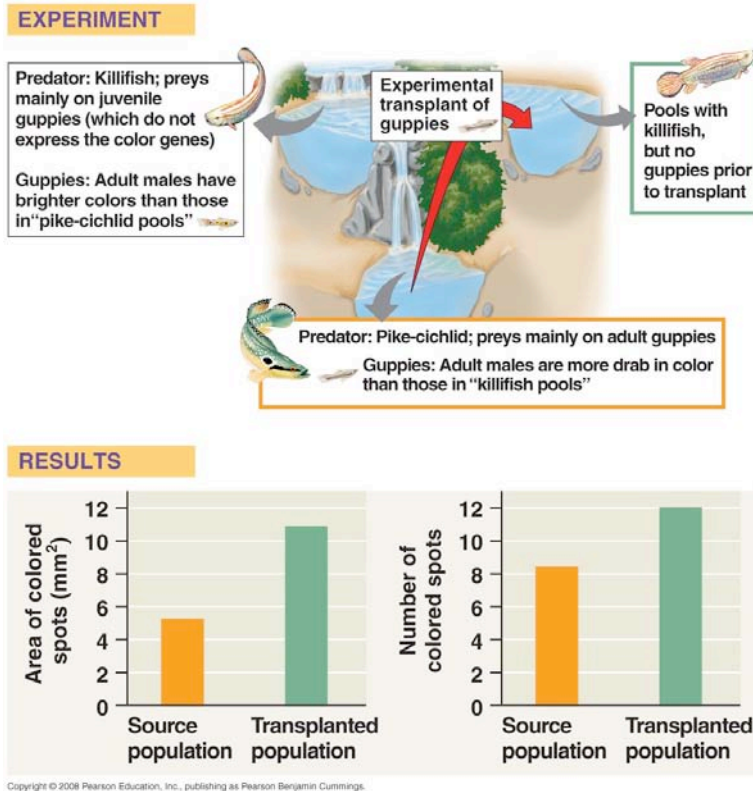 EXPERIMENT
Predator: Killifish; preys
mainly on juvenile
guppies (which do not
express the color genes)
Guppies: Adult males have
brighter colors than those
in“pike-cichlid pools”
Experimental
transplant of
guppies
Pools with
killifish,
but no
guppies prior
to transplant
Predator: Pike-cichlid; preys mainly on adult guppies
Guppies: Adult males are more drab in color
than those in “killifish pools”
RESULTS
Area of colored
spots (mm²)
12
10
8
6
4
2
0
Source
population
Transplanted
population
Number of
colored spots
12
10
8
6
4
2
0
Source
population
Transplanted
population
Copyright © 2008 Pearson Education, Inc., publishing as Pearson Benjamin Cummings.